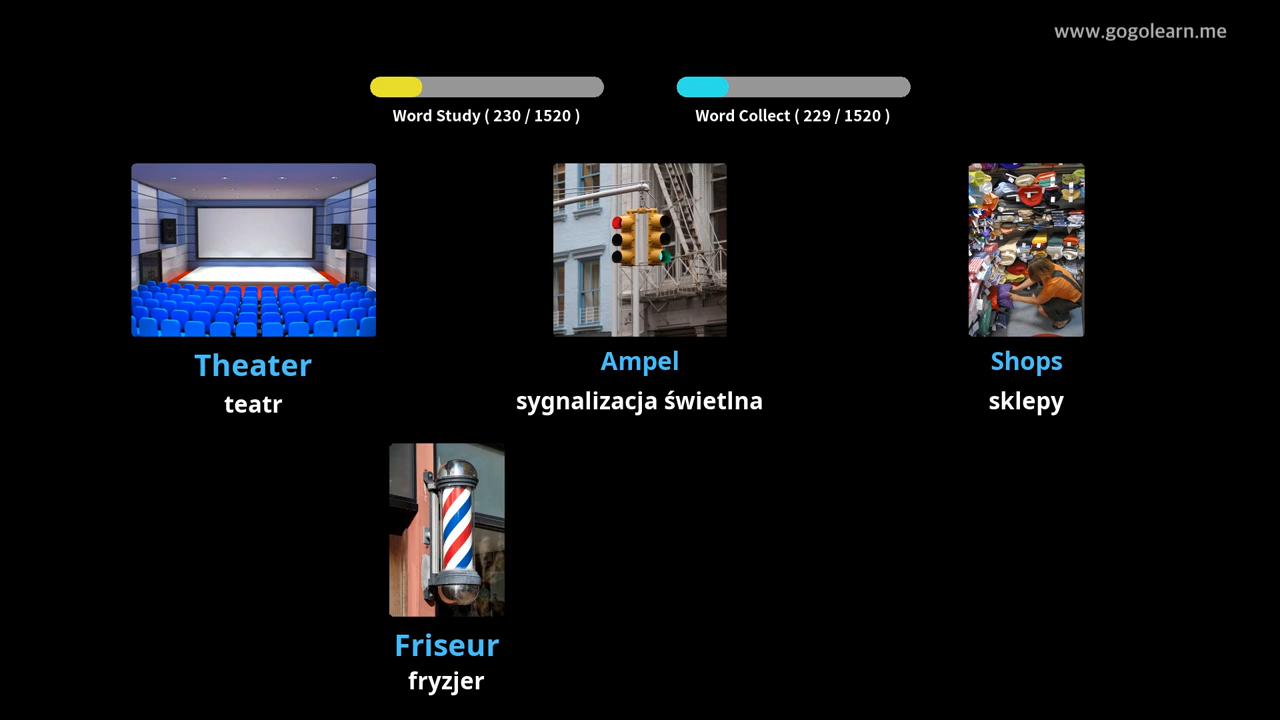 www.gogolearn.me
Word Study ( 230 / 1520 )
Word Collect ( 229 / 1520 )
Theater
teatr
Ampel
sygnalizacja świetlna
Shops
sklepy
Friseur
fryzjer